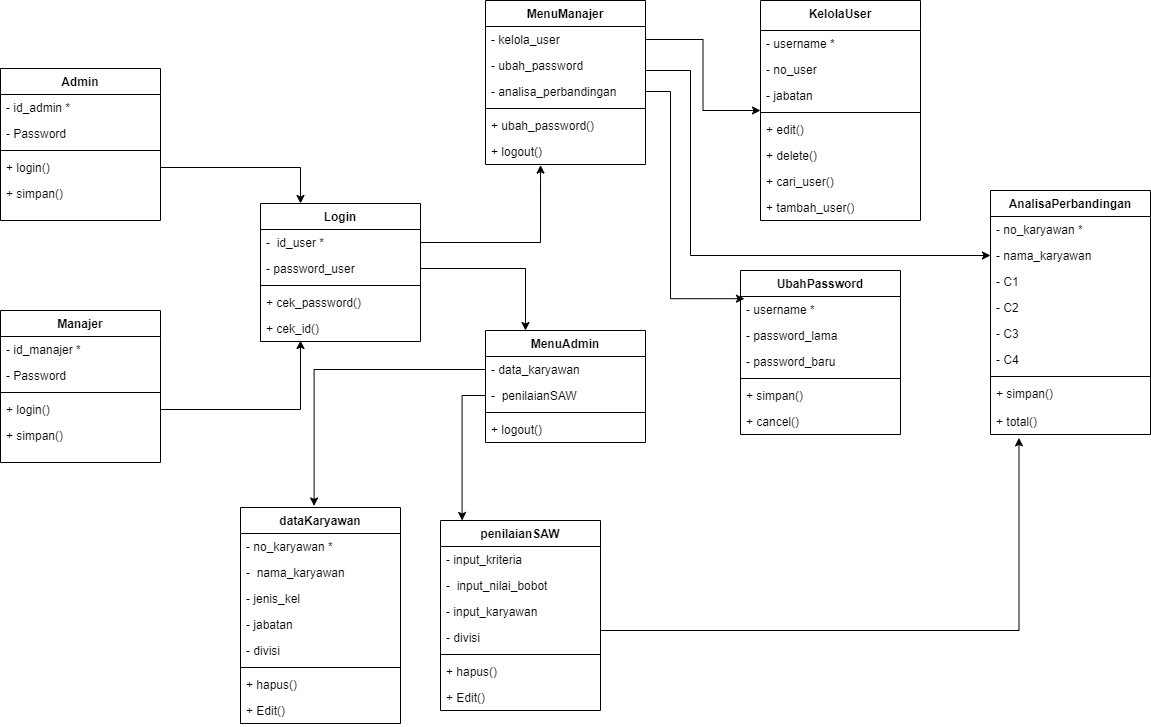 MenuManajer
- kelola_user
- ubah_password
- analisa_perbandingan
+ ubah_password()
+ logout()
KelolaUser
- username *
- no_user
- jabatan
+ edit()
+ delete()
+ cari_user()
+ tambah_user()
Admin
- id_admin *
- Password
+ login()
+ simpan()
Login
- id_user *
- password_user
+ cek_password()
+ cek_id()
AnalisaPerbandingan
- no_karyawan *
- nama_karyawan
- C1
- C2
- C3
- C4
+ simpan()
+ total()
UbahPassword
- username *
- password_lama
- password_baru
+ simpan()
+ cancel()
Manajer
- id_manajer *
- Password
+ login()
+ simpan()
MenuAdmin
- data_karyawan
- penilaianSAW
+ logout()
dataKaryawan
- no_karyawan *
- nama_karyawan
- jenis_kel
- jabatan
- divisi
+ hapus()
+ Edit()
penilaianSAW
- input_kriteria
- input_nilai_bobot
- input_karyawan
- divisi
+ hapus()
+ Edit()